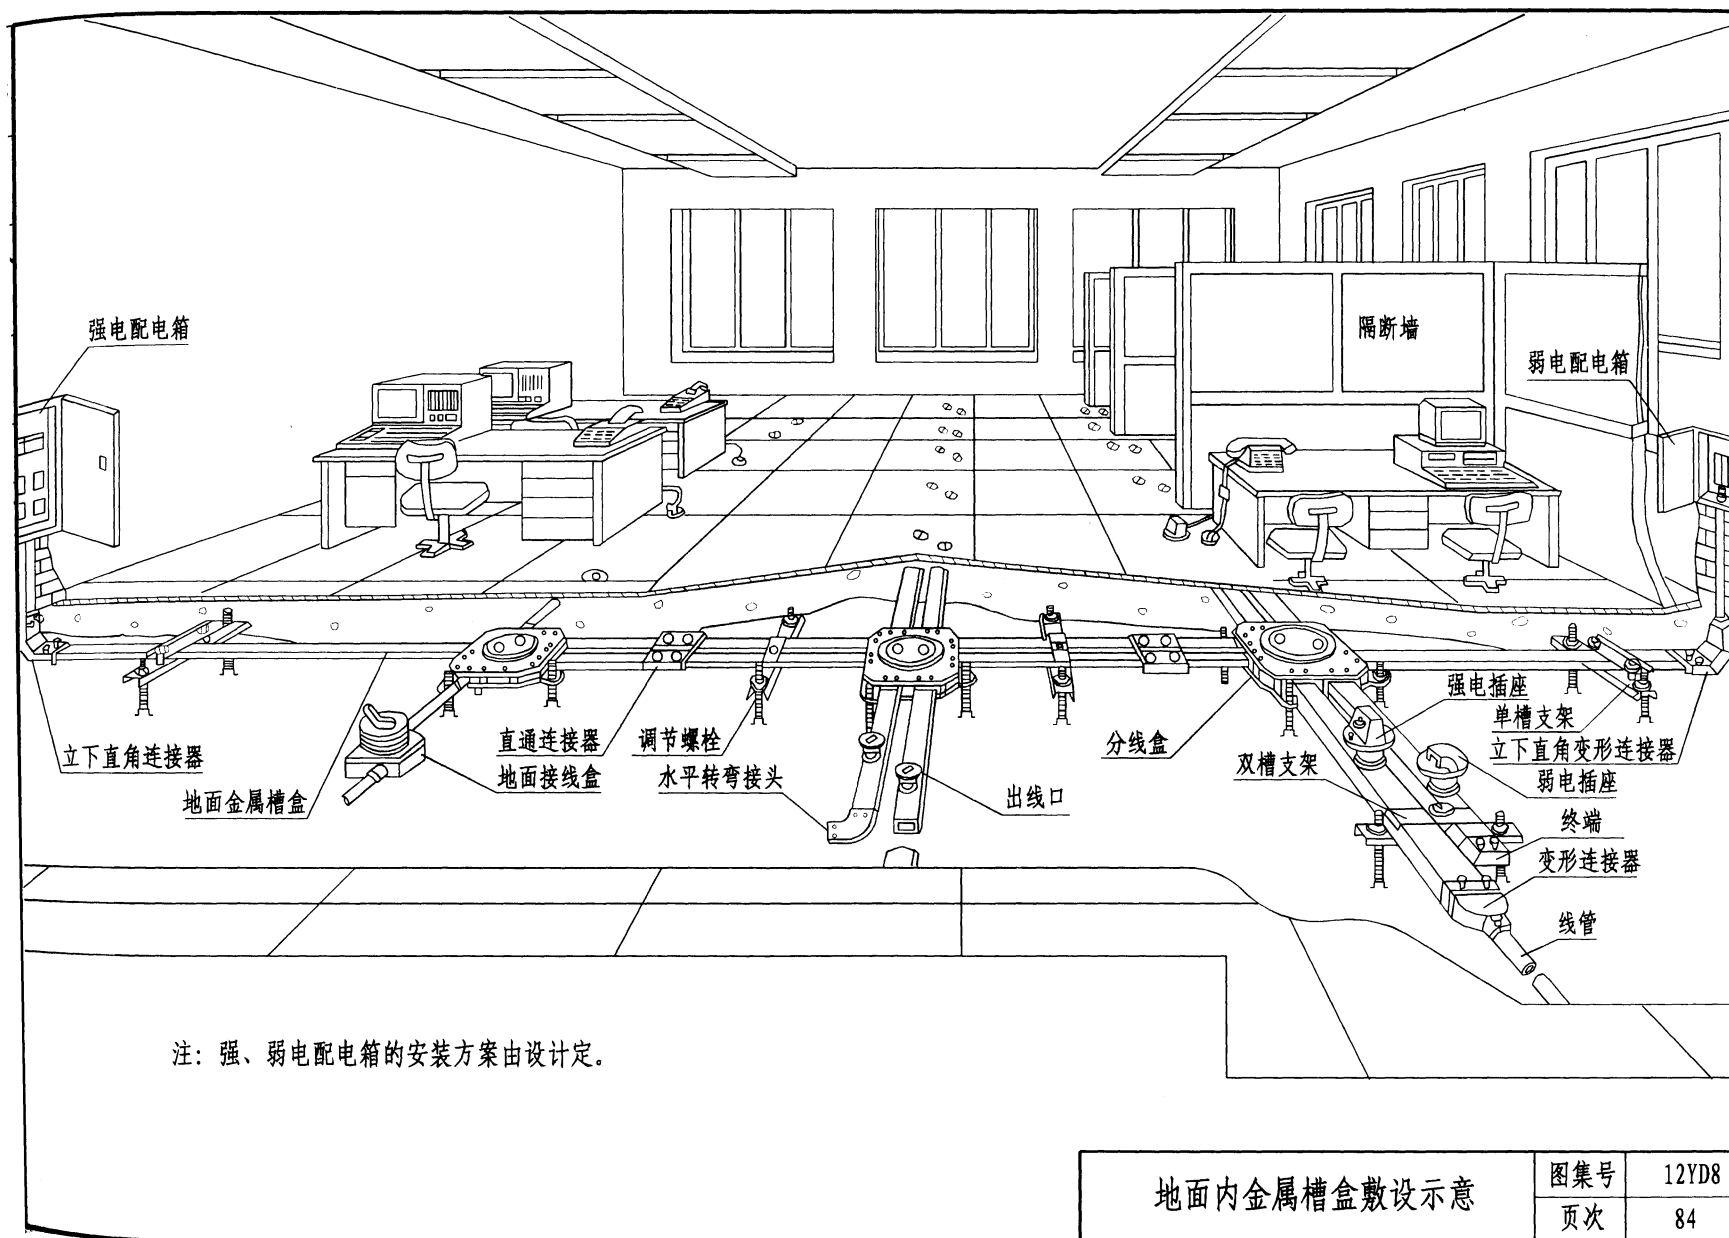 强电配电箱
隔断墙
弱电配电箱
强电插座
单槽支架
立下直角变形连接器
弱电插座
立下直角连接器
地面金属槽盒
直通连接器
地面接线盒
调节螺栓
水平转弯接头
出线口
分线盒
双槽支架
终端
变形连接器
线管
注：强、弱电配电箱的安装方案由设计定。
地面内金属槽盒敷设示意
图集号 12YD8
页次 84